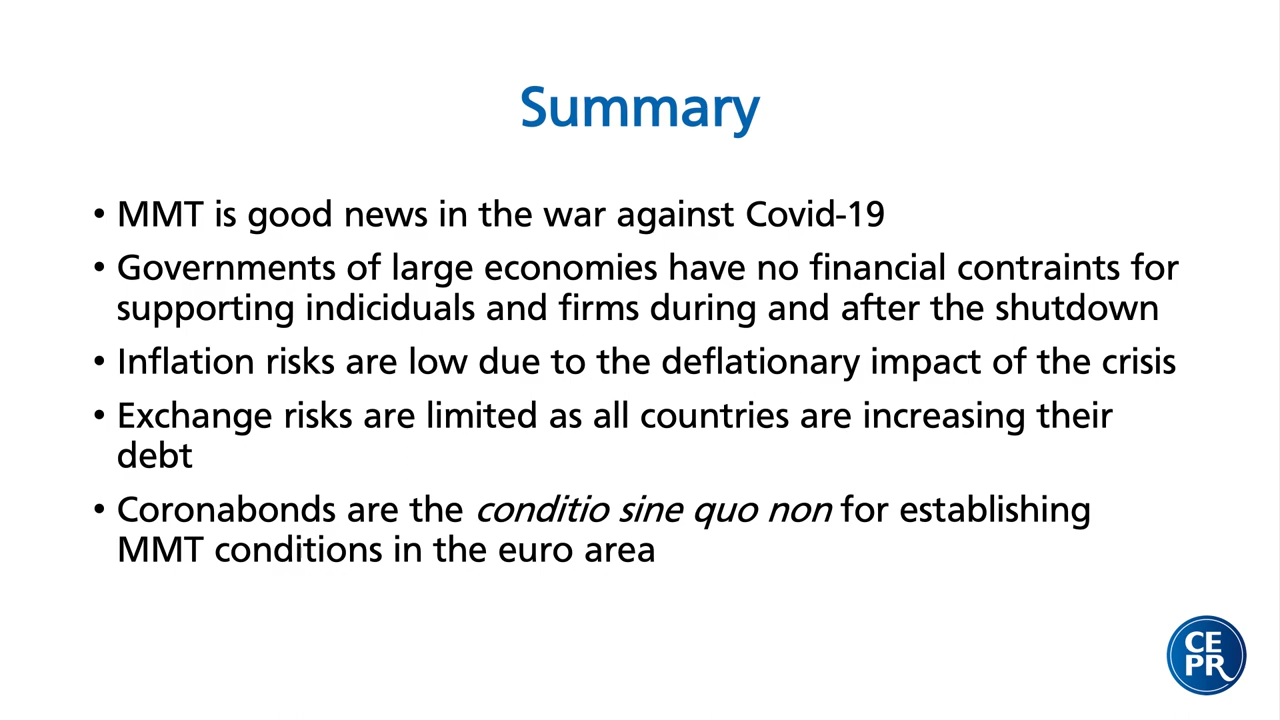 Summary
• MMT is good news in the war against Covid-19
• Governments of large economies have no financial contraints for
supporting indiciduals and firms during and after the shutdown
• Inflation risks are low due to the deflationary impact of the crisis
• Exchange risks are limited as all countries are increasing their
debt
• Coronabonds are the conditio sine quo non for establishing
MMT conditions in the euro area
CE
PR